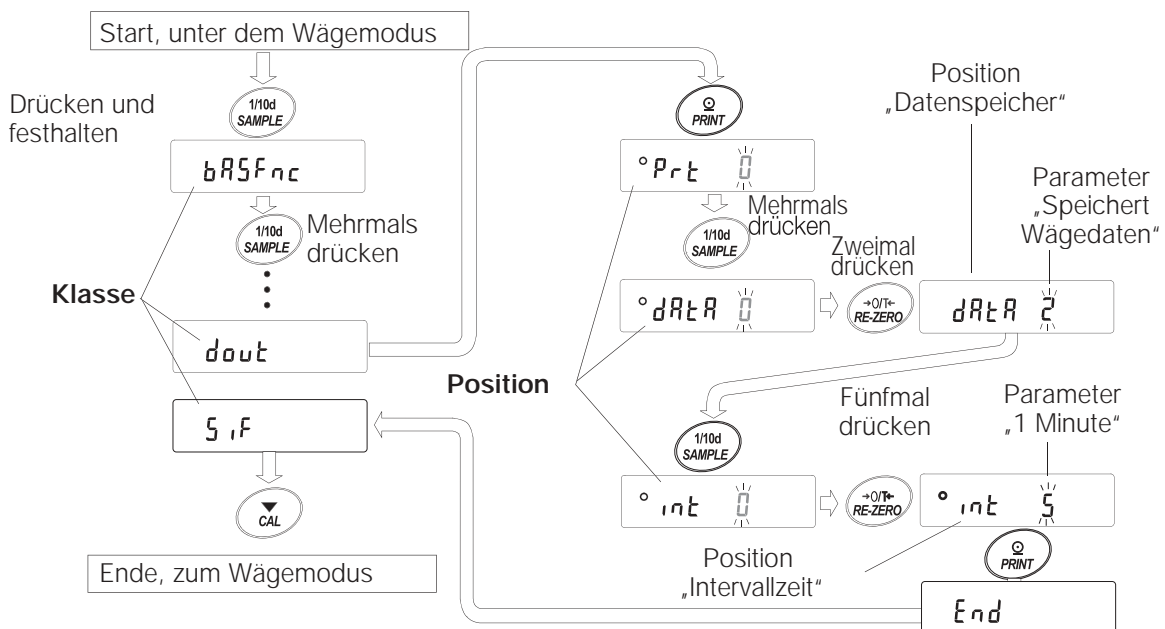 Start, unter dem Wägemodus
Drücken und
festhalten
1/10d
SAMPLE
bASFnc
1/10d
SAMPLE
Mehrmals
drücken
Klasse
dout
SiF
CAL
Ende, zum Wägemodus
PRINT
Prt 0
1/10d
SAMPLE
Mehrmals
drücken
dAtA 0
Zweimal
drücken
→0/T←
RE-ZERO
Position
„Datenspeicher“
Parameter
„Speichert
Wägedaten“
dAtA 2
Position
1/10d
SAMPLE
int 0
Fünfmal
drücken
→0/T←
RE-ZERO
Parameter
„1 Minute“
int 5
Position
„Intervallzeit“
PRINT
End